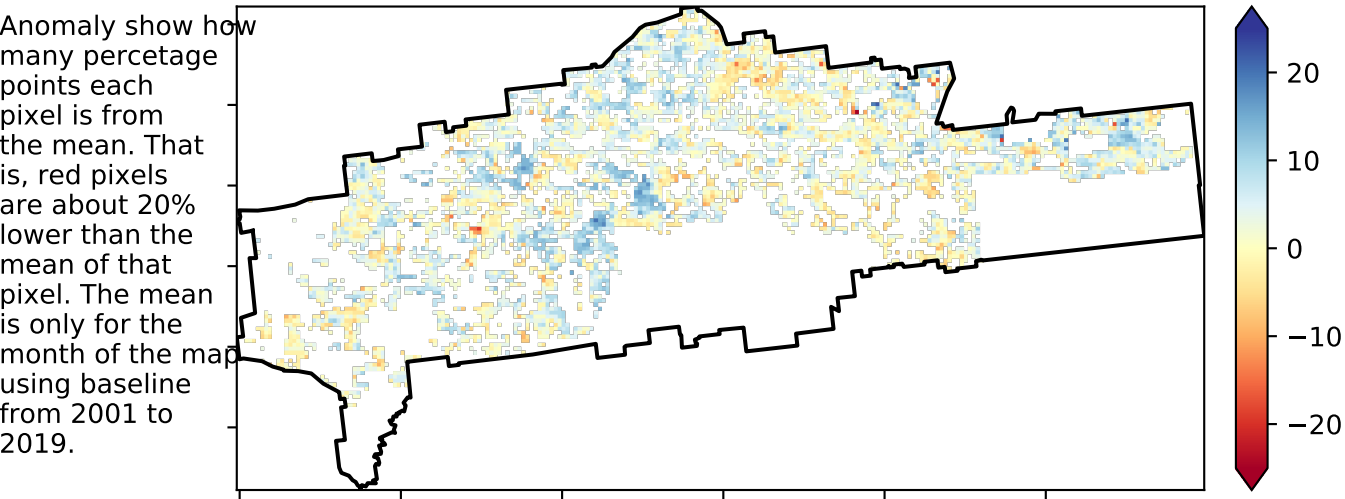 Anomaly show how
many percetage
points each
pixel is from
the mean. That
is, red pixels
are about 20%
lower than the
mean of that
pixel. The mean
is only for the
month of the map
using baseline
from 2001 to
2019.
20
10
0
−10
−20